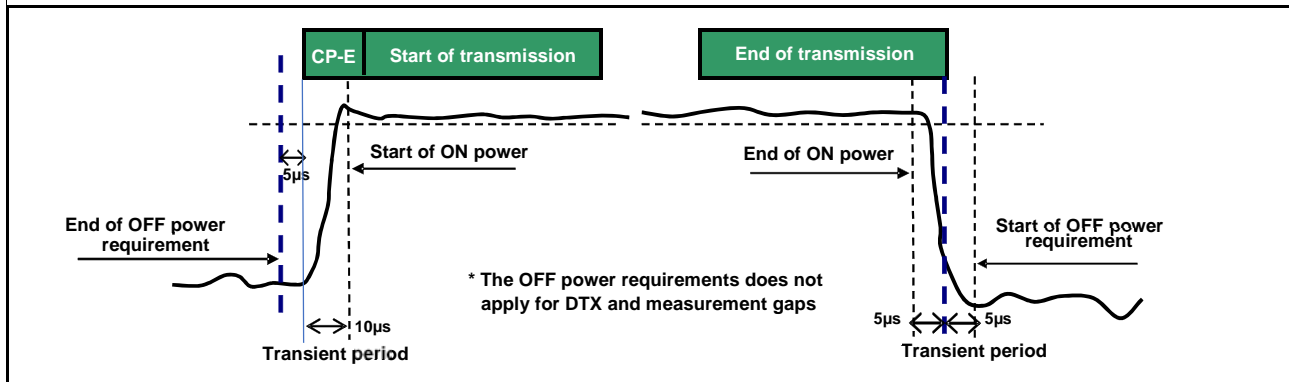 CP-E
Start of transmission
End of transmission
5µs
Start of ON power
End of ON power
End of OFF power
requirement
Start of OFF power
requirement
* The OFF power requirements does not
apply for DTX and measurement gaps
10µs
Transient period
5µs
5µs
Transient period